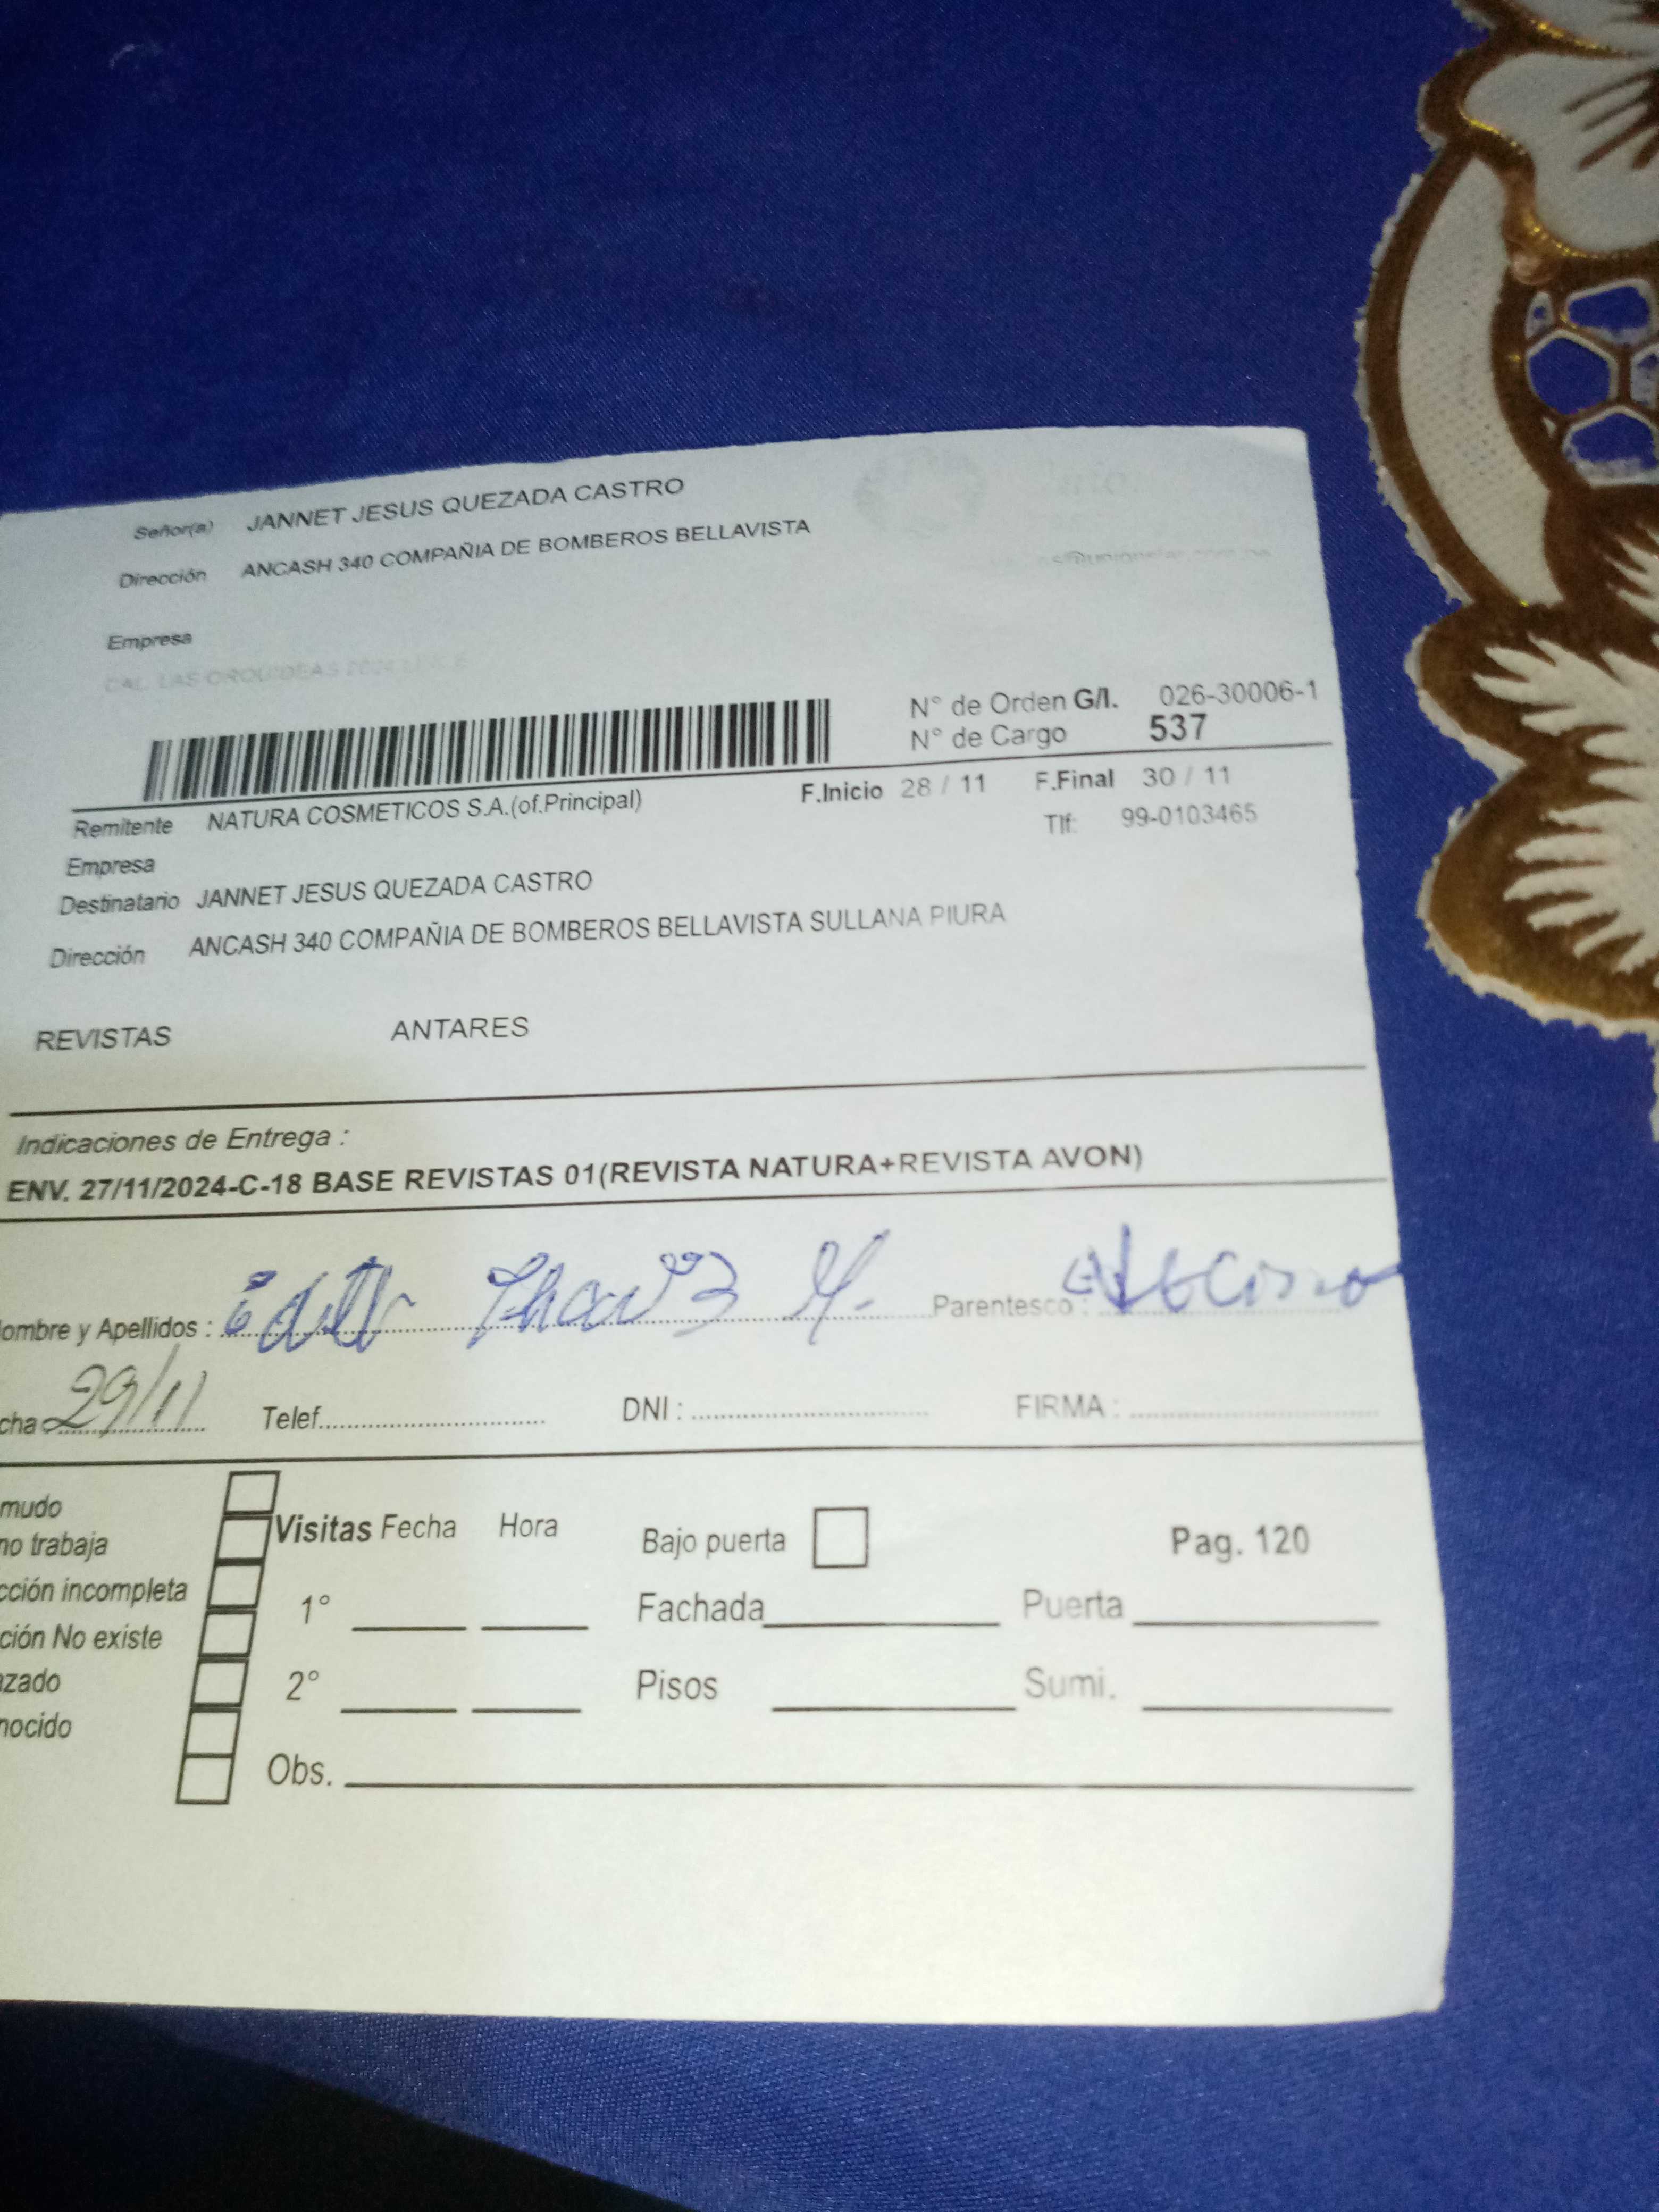 Señor(a) JANNET JESUS QUEZADA CASTRO
Dirección ANCASH 340 COMPAÑIA DE BOMBEROS BELLAVISTA
Empresa
CAL. LAS ORQUIDEAS
N° de Orden G/I. 026-30006-1
N° de Cargo 537
F.Inicio 28 / 11 F.Final 30 / 11
Remitente NATURA COSMETICOS S.A.(of.Principal) Tlf: 99-0103465
Empresa
Destinatario JANNET JESUS QUEZADA CASTRO
Dirección ANCASH 340 COMPAÑIA DE BOMBEROS BELLAVISTA SULLANA PIURA
REVISTAS ANTARES
Indicaciones de Entrega :
ENV. 27/11/2024-C-18 BASE REVISTAS 01(REVISTA NATURA+REVISTA AVON)
ombre y Apellidos : Parentesco :
cha 29/11 Telef. DNI : FIRMA :
mudo
no trabaja
cción incompleta
ción No existe
azado
nocido
Visitas Fecha Hora Bajo puerta Pag. 120
1° Fachada Puerta
2° Pisos Sumi.
Obs.